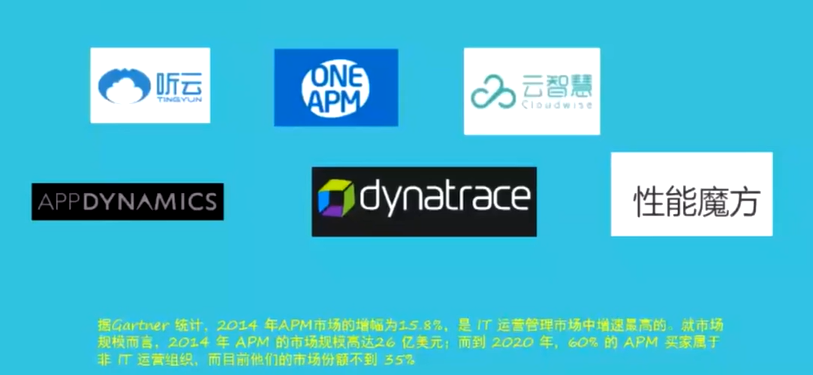 听云
TINGYUN
ONE
APM
云智慧
Cloudwise
APPDYNAMICS
dynatrace
性能魔方
据Gartner 统计，2014 年APM市场的增幅为15.8%，是 IT 运营管理市场中增速最高的。就市场
规模而言，2014 年 APM 的市场规模高达26 亿美元；而到 2020 年，60% 的 APM 买家属于
非 IT 运营组织，而目前他们的市场份额不到 35%